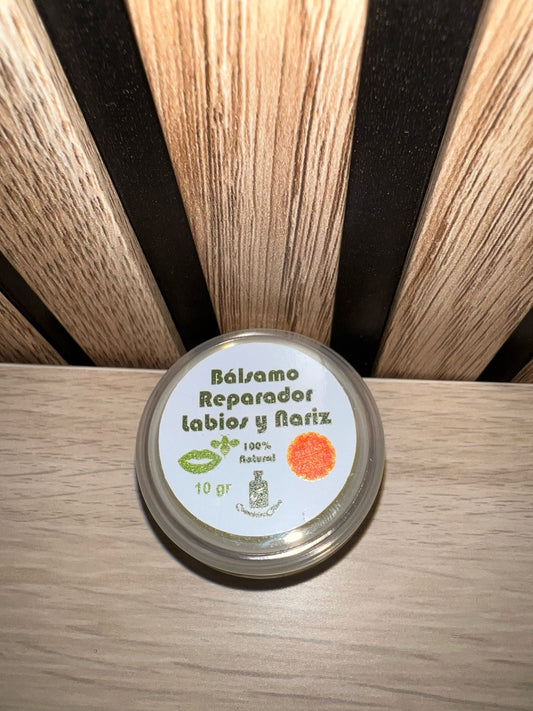 Bálsamo
Reparador
Labios y Nariz
100%
Natural
10 gr